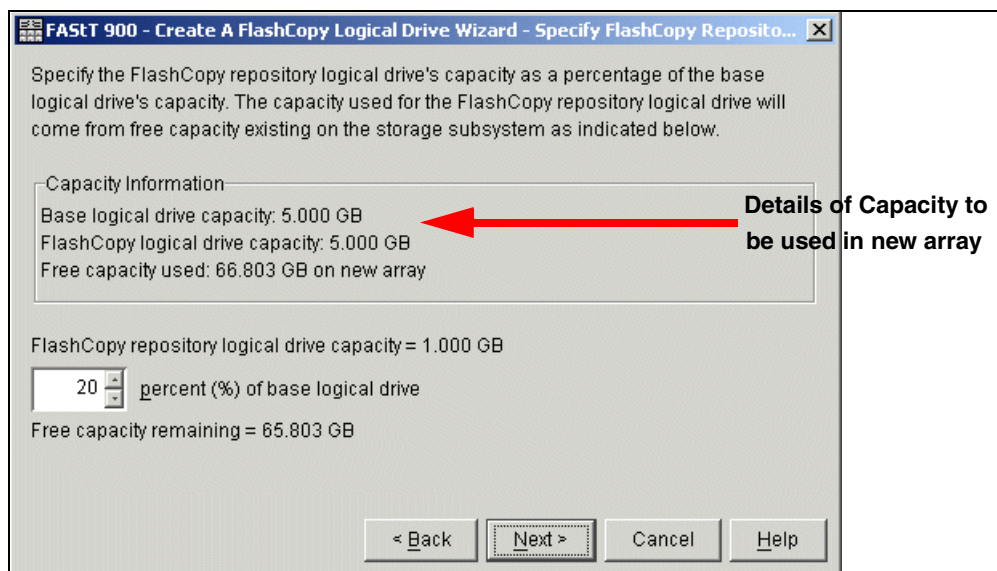 FAStT 900 - Create A FlashCopy Logical Drive Wizard - Specify FlashCopy Reposito...
Specify the FlashCopy repository logical drive's capacity as a percentage of the base
logical drive's capacity. The capacity used for the FlashCopy repository logical drive will
come from free capacity existing on the storage subsystem as indicated below.
Capacity Information
Base logical drive capacity: 5.000 GB
FlashCopy logical drive capacity: 5.000 GB
Free capacity used: 66.803 GB on new array
Details of Capacity to
be used in new array
FlashCopy repository logical drive capacity = 1.000 GB
20 percent (%) of base logical drive
Free capacity remaining = 65.803 GB
< Back Next > Cancel Help